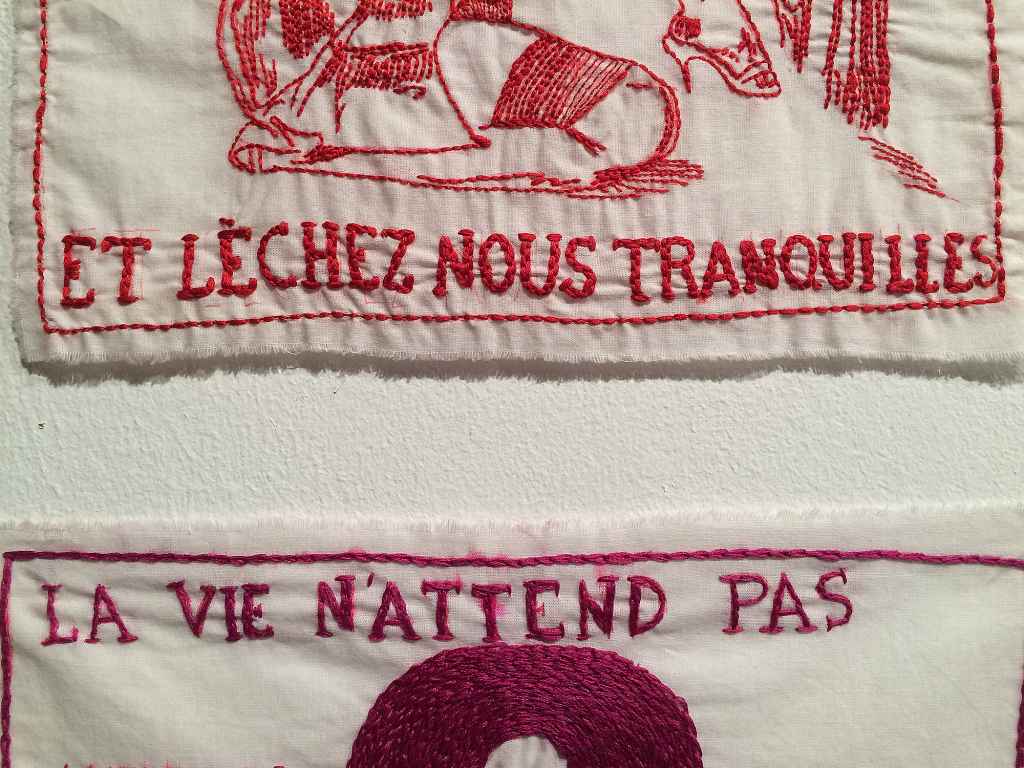 ET LÈCHEZ NOUS TRANQUILLES
LA VIE N'ATTEND PAS